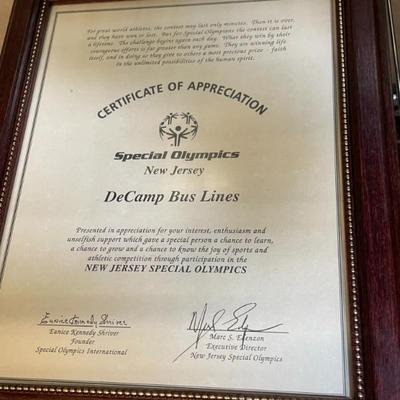 For great world athletes, the contest may last only minutes. Then it is over,
and they have won or lost. But for Special Olympians the contest can last
a lifetime. The challenge begins again each day. What they win by their
courageous efforts is far greater than any game. They are winning life
itself, and in doing so they give to others a most precious prize - faith
in the unlimited possibilities of the human spirit.
CERTIFICATE OF APPRECIATION
Special Olympics
New Jersey
DeCamp Bus Lines
Presented in appreciation for your interest, enthusiasm and
unselfish support which gave a special person a chance to learn,
a chance to grow and a chance to know the joy of sports and
athletic competition through participation in the
NEW JERSEY SPECIAL OLYMPICS
Eunice Kennedy Shriver
Eunice Kennedy Shriver
Founder
Special Olympics International
Marc S. Edenzon
Executive Director
New Jersey Special Olympics